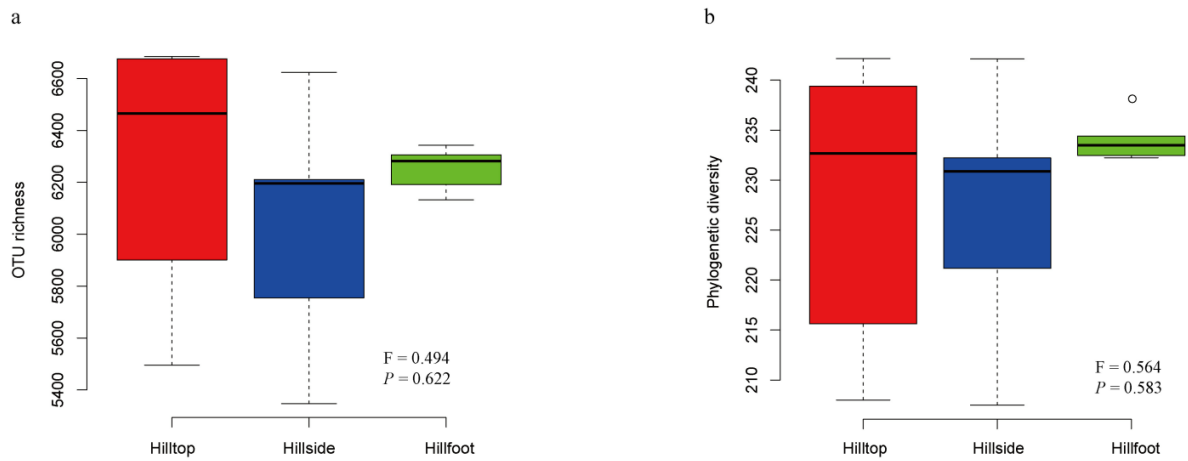 a
OTU richness
6600
6400
6200
6000
5800
5600
5400
F = 0.494
P = 0.622
Hilltop
Hillside
Hillfoot
b
Phylogenetic diversity
240
235
230
225
220
215
210
F = 0.564
P = 0.583
Hilltop
Hillside
Hillfoot